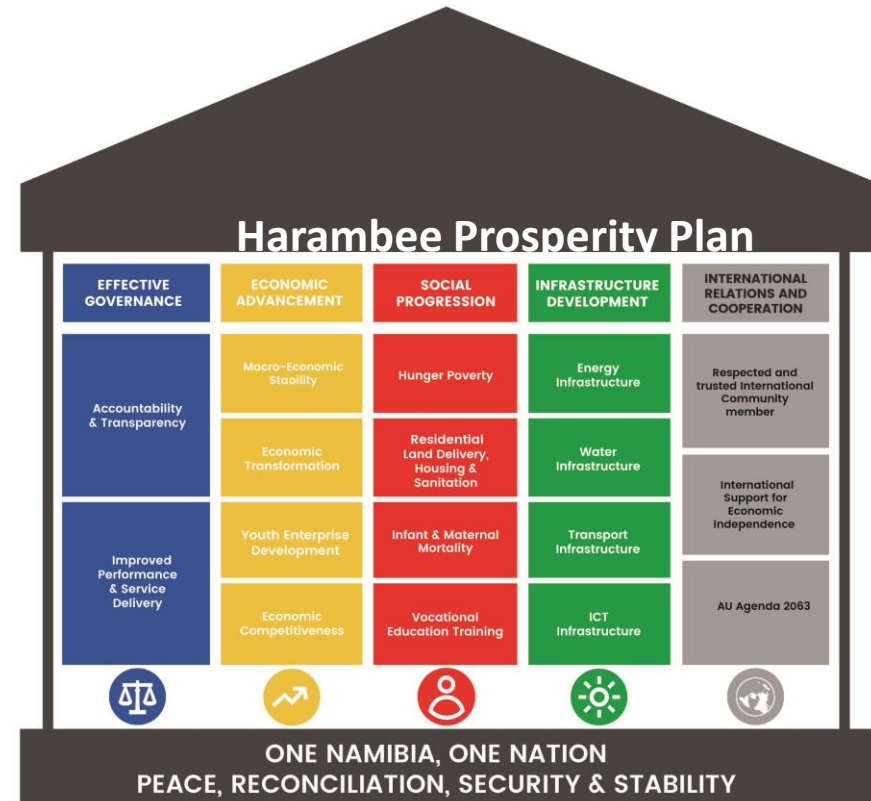 Harambee Prosperity Plan
EFFECTIVE
GOVERNANCE
Accountability
& Transparency
Improved
Performance
& Service
Delivery
ECONOMIC
ADVANCEMENT
Macro-Economic
Stability
Economic
Transformation
Youth Enterprise
Development
Economic
Competitiveness
SOCIAL
PROGRESSION
Hunger Poverty
Residential
Land Delivery,
Housing &
Sanitation
Infant & Maternal
Mortality
Vocational
Education Training
INFRASTRUCTURE
DEVELOPMENT
Energy
Infrastructure
Water
Infrastructure
Transport
Infrastructure
ICT
Infrastructure
INTERNATIONAL
RELATIONS AND
COOPERATION
Respected and
trusted International
Community
member
International
Support for
Economic
Independence
AU Agenda 2063
ONE NAMIBIA, ONE NATION
PEACE, RECONCILIATION, SECURITY & STABILITY